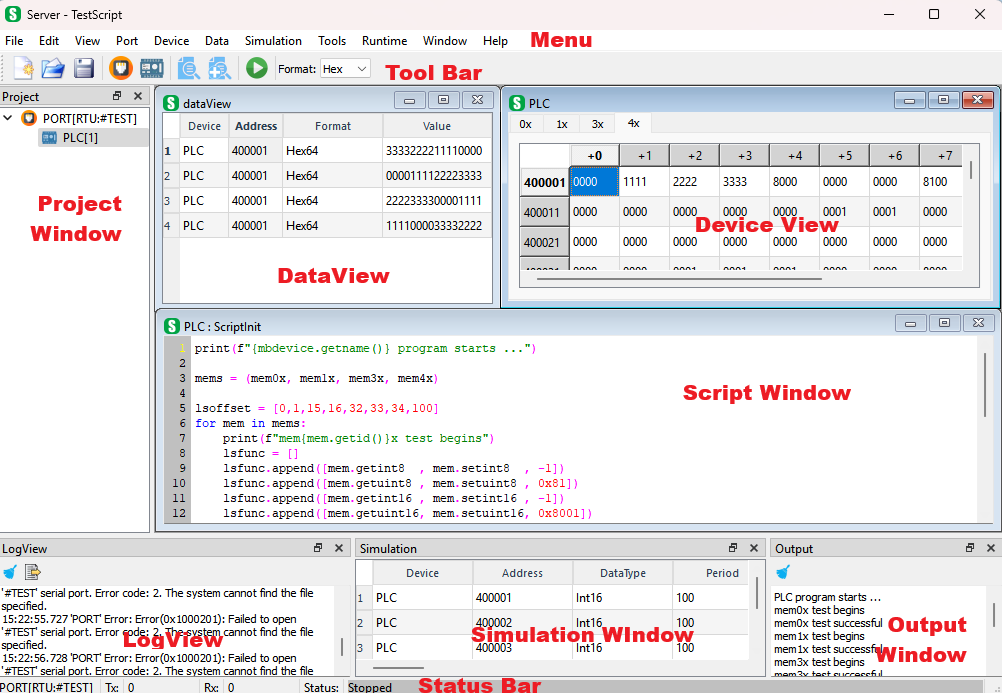 Server - TestScript
File Edit View Port Device Data Simulation Tools Runtime Window Help Menu
Format: Hex Tool Bar
Project
PORT[RTU:#TEST]
PLC[1]
Project
Window
dataView
Device Address Format Value
1 PLC 400001 Hex64 3333222211110000
2 PLC 400001 Hex64 0000111122223333
3 PLC 400001 Hex64 2222333300001111
4 PLC 400001 Hex64 1111000033332222
DataView
PLC
0x 1x 3x 4x
+0 +1 +2 +3 +4 +5 +6 +7
400001 0000 1111 2222 3333 8000 0000 0000 8100
400011 0000 0000 0000 0000 0000 0001 0001 0000
Device View
400021 0000 0000 0000 0000 0000 0000 0000 0000
PLC : ScriptInit
1 print(f"{mbdevice.getname()} program starts ...")
2
3 mems = (mem0x, mem1x, mem3x, mem4x)
4
5 lsoffset = [0,1,15,16,32,33,34,100]
6 for mem in mems:
7 print(f"mem{mem.getid()}x test begins")
8 lsfunc = []
9 lsfunc.append([mem.getint8 , mem.setint8 , -1])
10 lsfunc.append([mem.getuint8 , mem.setuint8 , 0x81])
11 lsfunc.append([mem.getint16 , mem.setint16 , -1])
12 lsfunc.append([mem.getuint16, mem.setuint16, 0x8001])
Script Window
LogView
'#TEST' serial port. Error code: 2. The system cannot find the file
specified.
15:22:55.727 'PORT' Error: Error(0x1000201): Failed to open
'#TEST' serial port. Error code: 2. The system cannot find the file
specified.
15:22:56.728 'PORT' Error: Error(0x1000201): Failed to open
'#TEST' serial port. Error code: 2. The system cannot find the file
LogView
Simulation
Device Address DataType Period
1 PLC 400001 Int16 100
2 PLC 400002 Int16 100
3 PLC 400003 Int16 100
Simulation WIndow
Output
PLC program starts ...
mem0x test begins
mem0x test successful
mem1x test begins
mem1x test successful
mem3x test begins
mem3x test successful
Output
Window
PORT[RTU:#TEST] Tx: 0 Rx: 0 Status: Stopped Status Bar